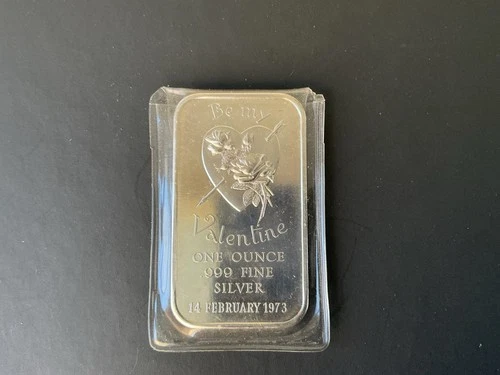 Be my
Valentine
ONE OUNCE
.999 FINE
SILVER
14 FEBRUARY 1973